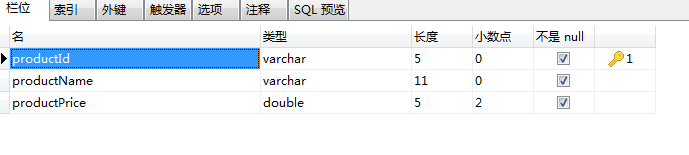 栏位 索引 外键 触发器 选项 注释 SQL 预览
名 类型 长度 小数点 不是 null
productId varchar 5 0 1
productName varchar 11 0
productPrice double 5 2